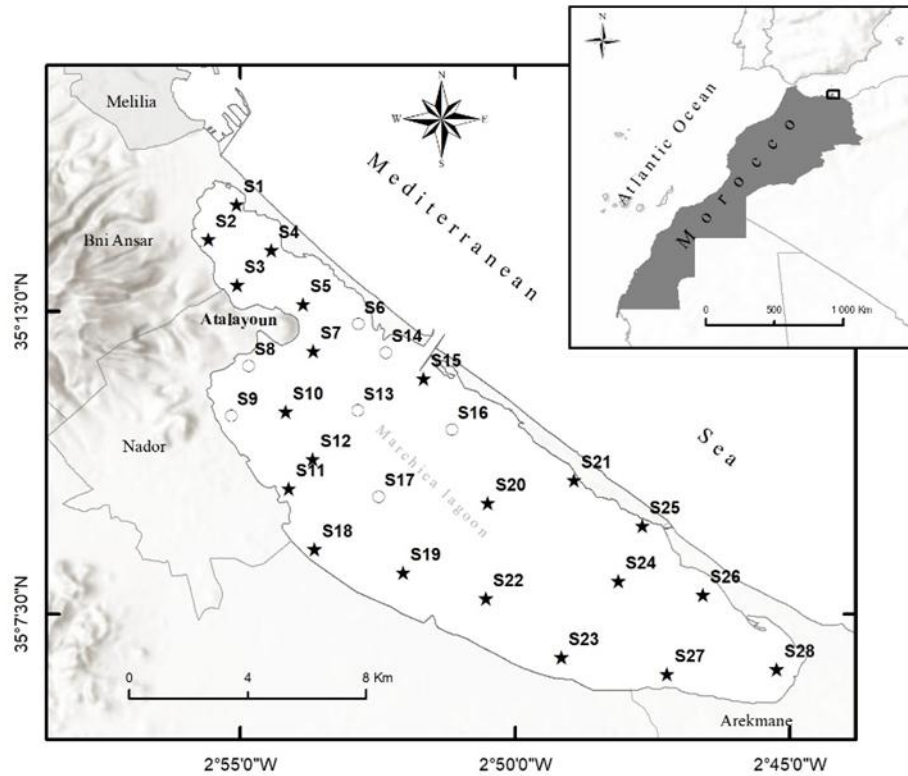 Melilia
N
W
E
S
Mediterranean
Sea
Bni Ansar
Atalayoun
Nador
Marchica lagoon
Arekmane
S1
S2
S4
S3
S5
S6
S7
S14
S8
S15
S9
S10
S13
S16
S12
S11
S17
S20
S21
S25
S18
S19
S22
S24
S26
S23
S27
S28
0
4
8 Km
35°13'0"N
35°7'30"N
2°55'0"W
2°50'0"W
2°45'0"W
N
Atlantic Ocean
Morocco
0
500
1 000 Km